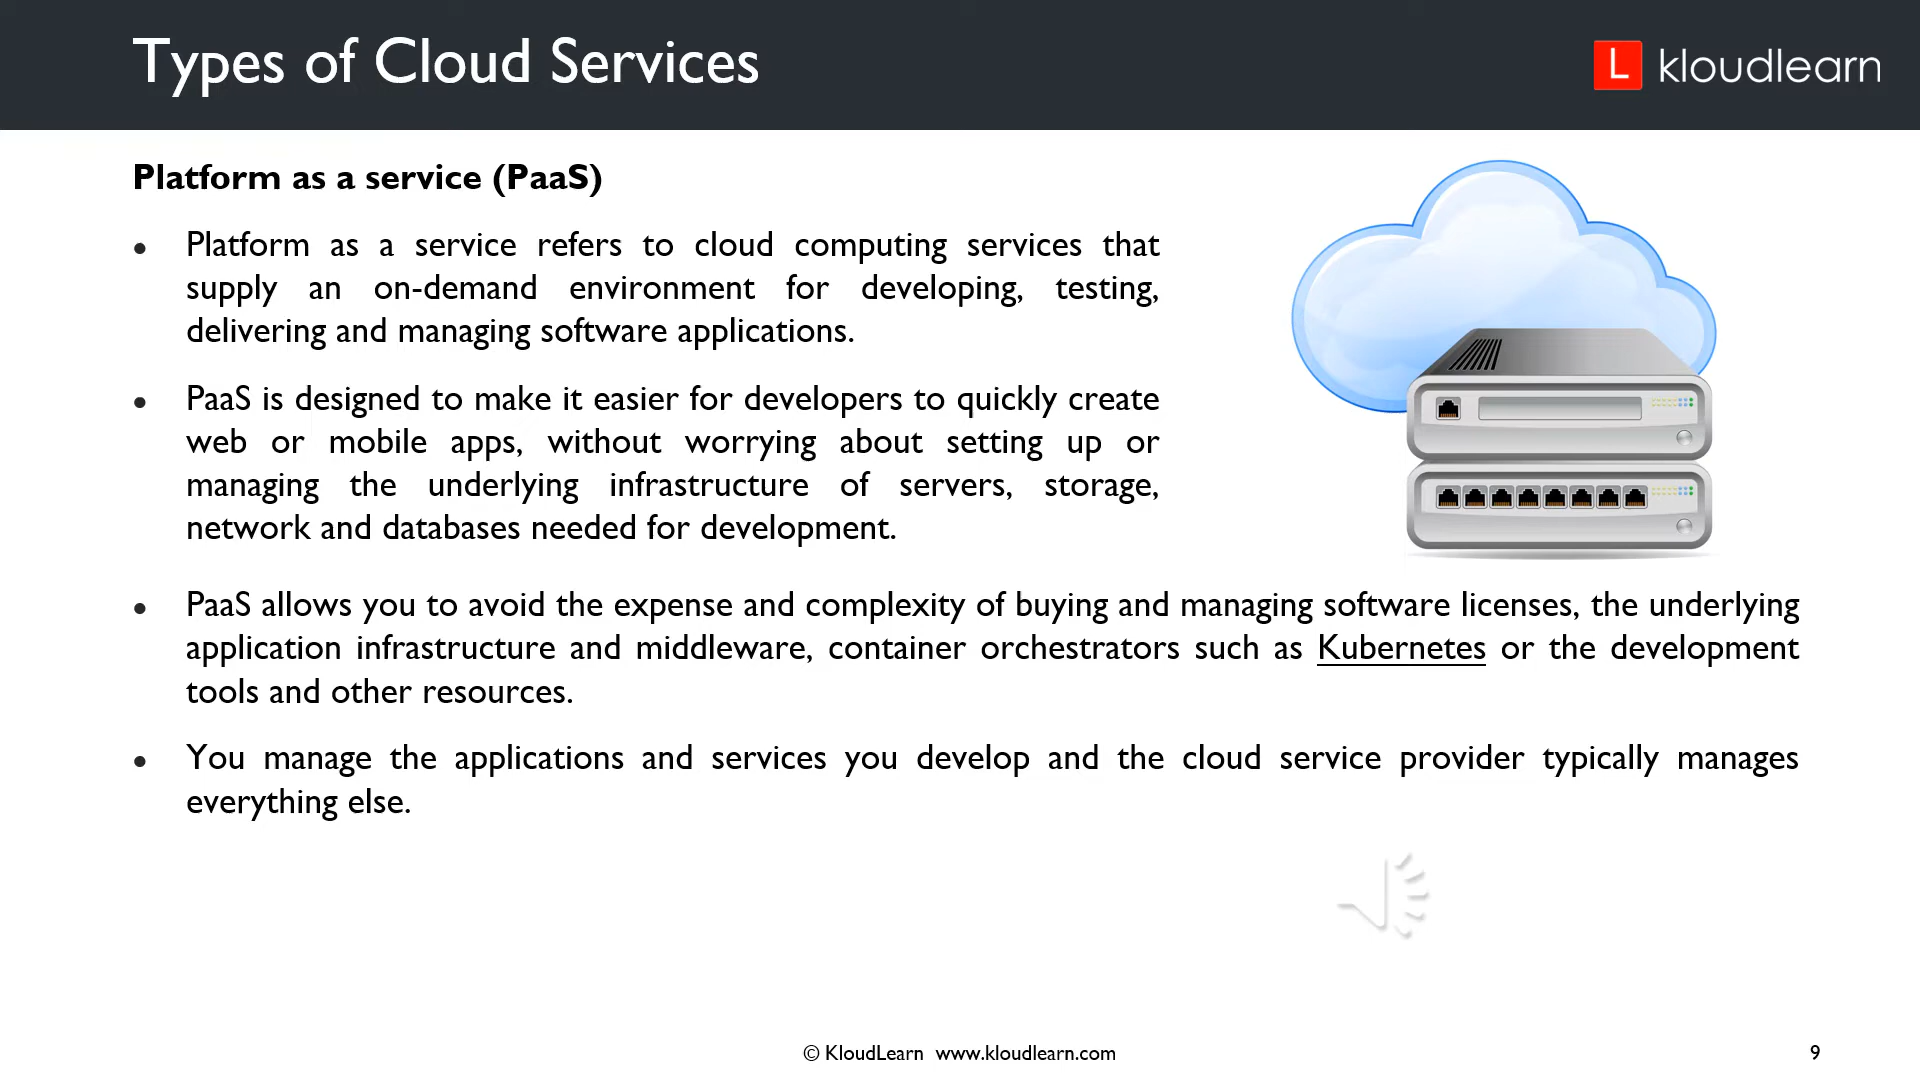 Types of Cloud Services
L kloudlearn
Platform as a service (PaaS)
• Platform as a service refers to cloud computing services that
supply an on-demand environment for developing, testing,
delivering and managing software applications.
• PaaS is designed to make it easier for developers to quickly create
web or mobile apps, without worrying about setting up or
managing the underlying infrastructure of servers, storage,
network and databases needed for development.
• PaaS allows you to avoid the expense and complexity of buying and managing software licenses, the underlying
application infrastructure and middleware, container orchestrators such as Kubernetes or the development
tools and other resources.
• You manage the applications and services you develop and the cloud service provider typically manages
everything else.
© KloudLearn www.kloudlearn.com
9